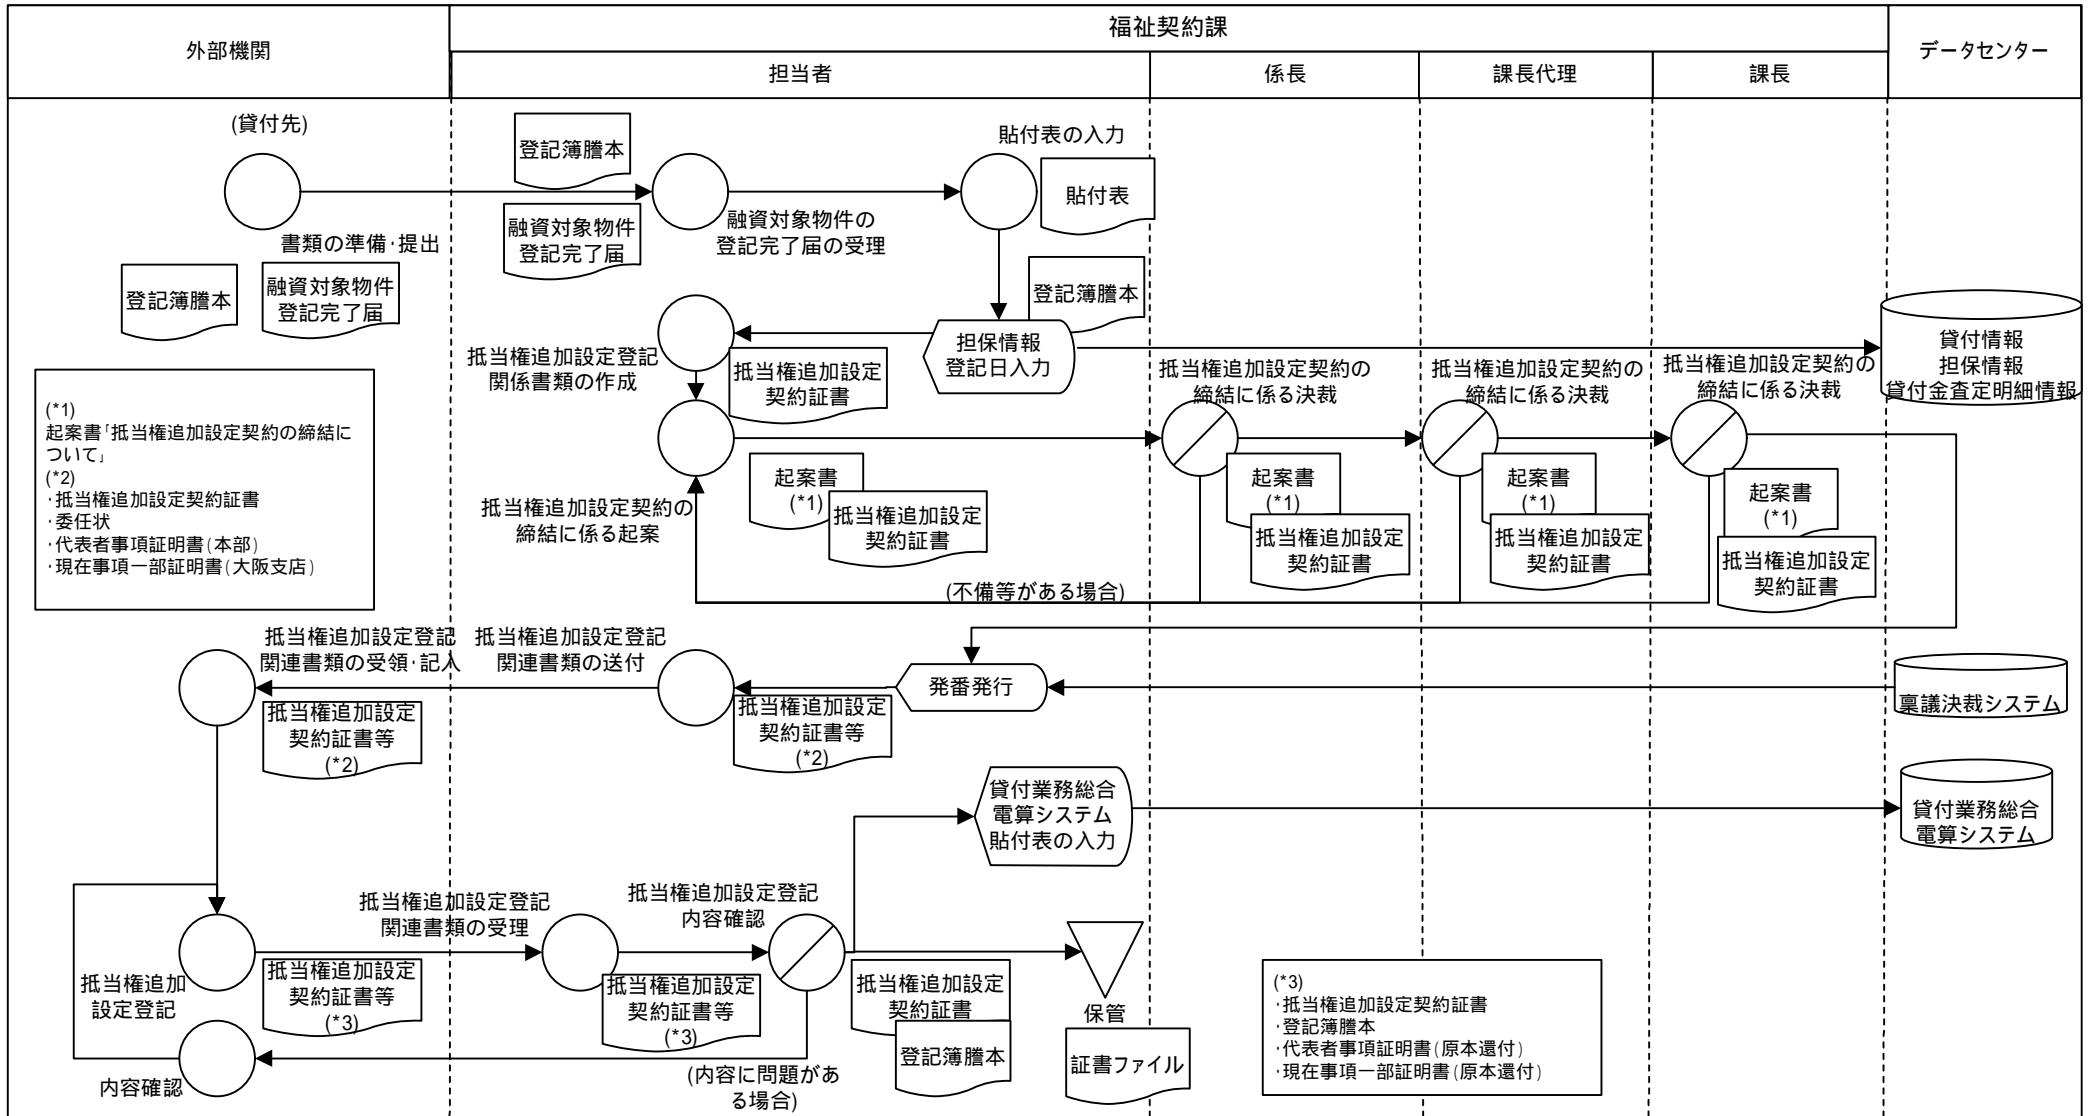 外部機関
福祉契約課
データセンター
担当者
係長
課長代理
課長
(貸付先)
登記簿謄本
貼付表の入力
貼付表
融資対象物件
登記完了届
融資対象物件の
登記完了届の受理
書類の準備・提出
登記簿謄本
融資対象物件
登記完了届
登記簿謄本
担保情報
登記日入力
貸付情報
担保情報
貸付金査定明細情報
抵当権追加設定登記
関係書類の作成
抵当権追加設定
契約証書
抵当権追加設定契約の
締結に係る決裁
抵当権追加設定契約の
締結に係る決裁
抵当権追加設定契約の
締結に係る決裁
(*1)
起案書「抵当権追加設定契約の締結に
ついて」
(*2)
・抵当権追加設定契約証書
・委任状
・代表者事項証明書(本部)
・現在事項一部証明書(大阪支店)
抵当権追加設定契約の
締結に係る起案
起案書
(*1)
抵当権追加設定
契約証書
起案書
(*1)
抵当権追加設定
契約証書
起案書
(*1)
抵当権追加設定
契約証書
起案書
(*1)
抵当権追加設定
契約証書
(不備等がある場合)
抵当権追加設定登記
関連書類の受領・記入
抵当権追加設定登記
関連書類の送付
発番発行
稟議決裁システム
抵当権追加設定
契約証書等
(*2)
抵当権追加設定
契約証書等
(*2)
貸付業務総合
電算システム
貼付表の入力
貸付業務総合
電算システム
抵当権追加設定登記
関連書類の受理
抵当権追加設定登記
内容確認
抵当権追加
設定登記
抵当権追加設定
契約証書等
(*3)
抵当権追加設定
契約証書等
(*3)
抵当権追加設定
契約証書
登記簿謄本
保管
証書ファイル
(*3)
・抵当権追加設定契約証書
・登記簿謄本
・代表者事項証明書(原本還付)
・現在事項一部証明書(原本還付)
内容確認
(内容に問題があ
る場合)